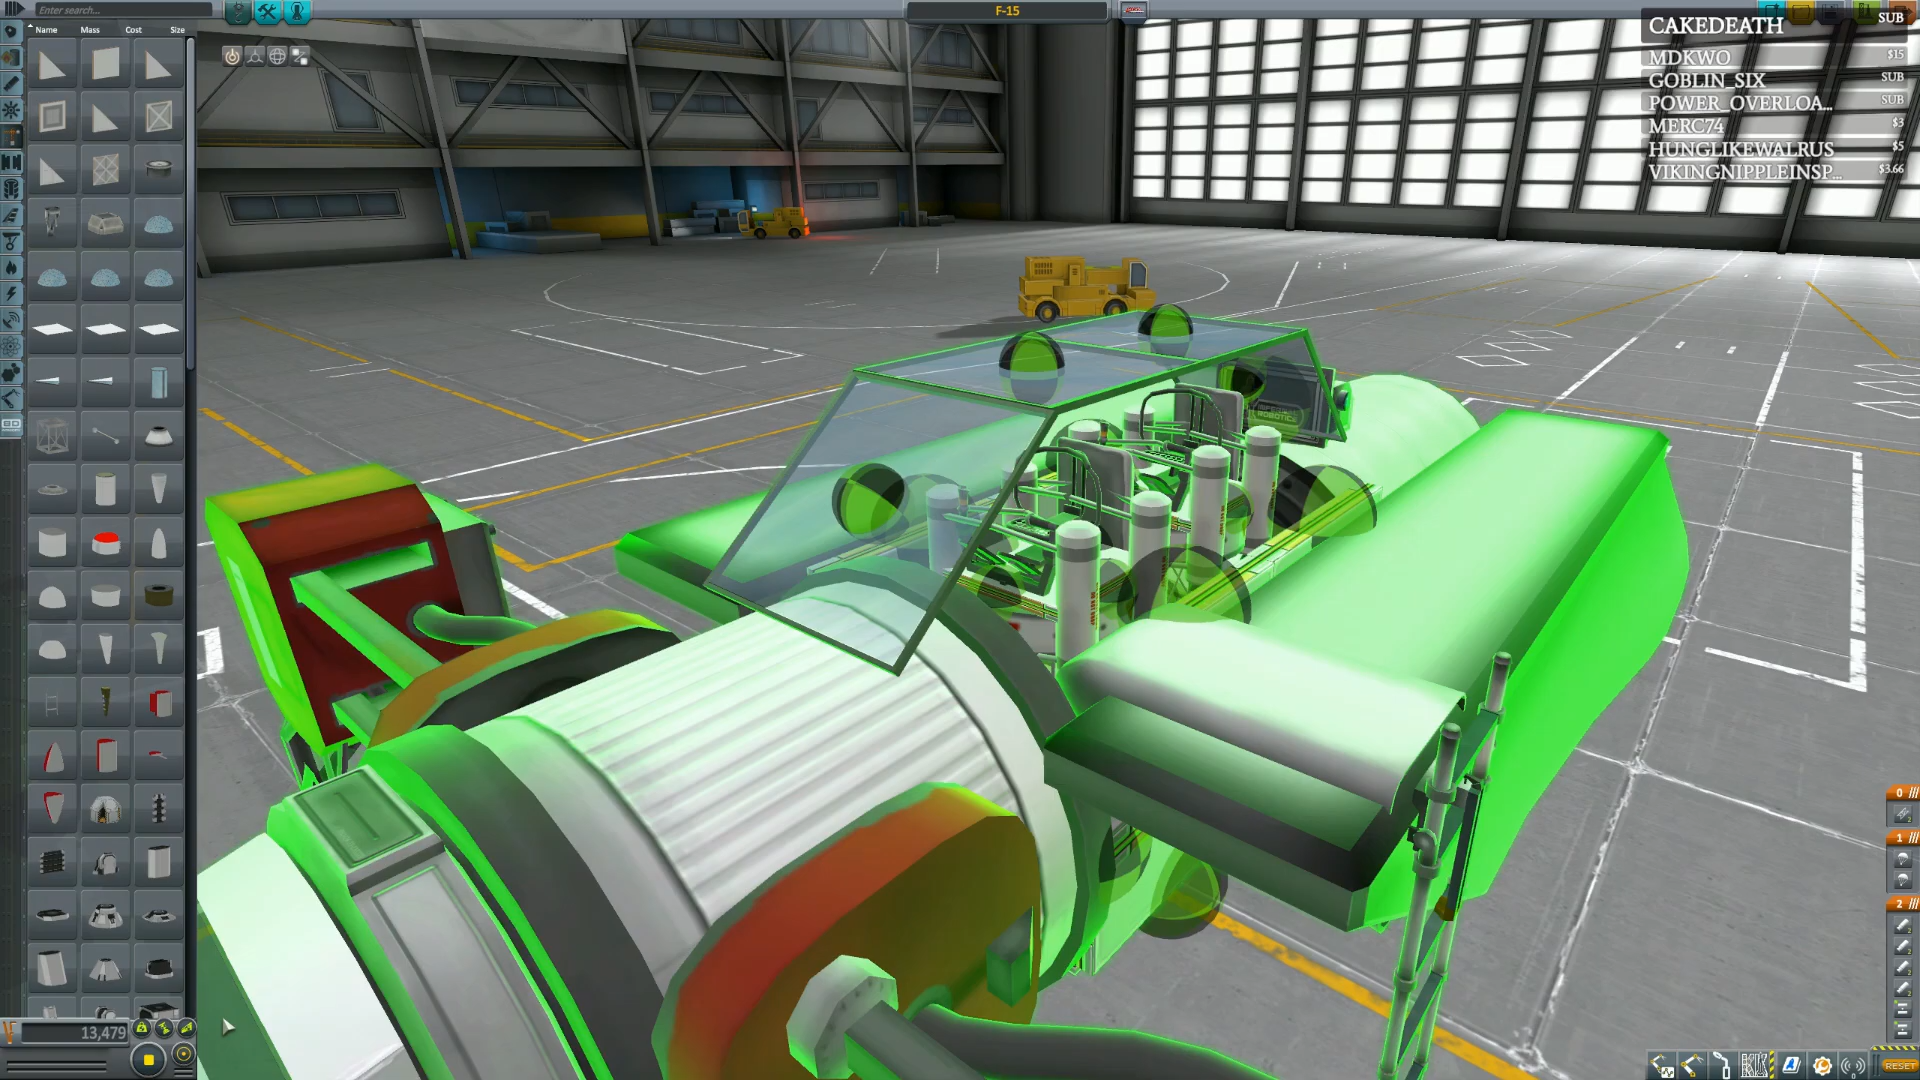 Enter search...
F-15
Name Mass Cost Size
CAKEDEATH SUB
MDKWO $15
GOBLIN_SIX SUB
POWER_OVERLOA... SUB
MERC74 $3
HUNGLIKEWALRUS $5
VIKINGNIPPLEINSP... $3.66
ROBOTICS
0
1
2
13,479
RESET